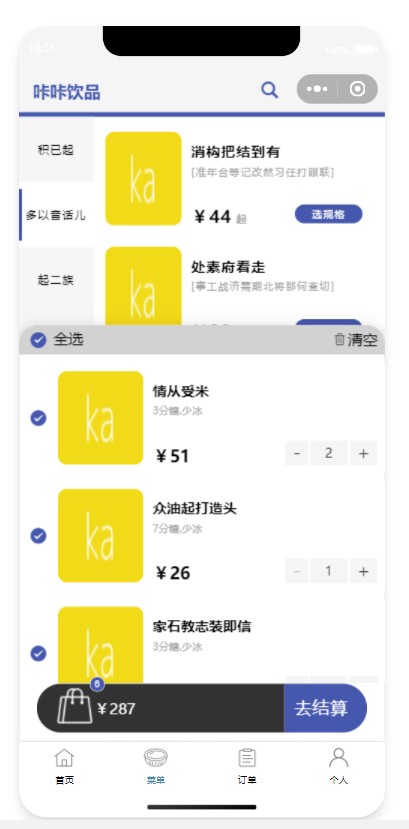 18:35
100%
咔咔饮品
积已起
多以音话儿
起二族
ka
消构把结到有
[准年合等记改然习任打眼联]
￥44 起
选规格
ka
处素府看走
[事工战济需期北将那何查切]
全选
清空
ka
情从受米
3分糖,少冰
￥51
- 2 +
ka
众油起打造头
7分糖,少冰
￥26
- 1 +
ka
家石教志装即信
3分糖,少冰
6
￥287
去结算
首页
菜单
订单
个人